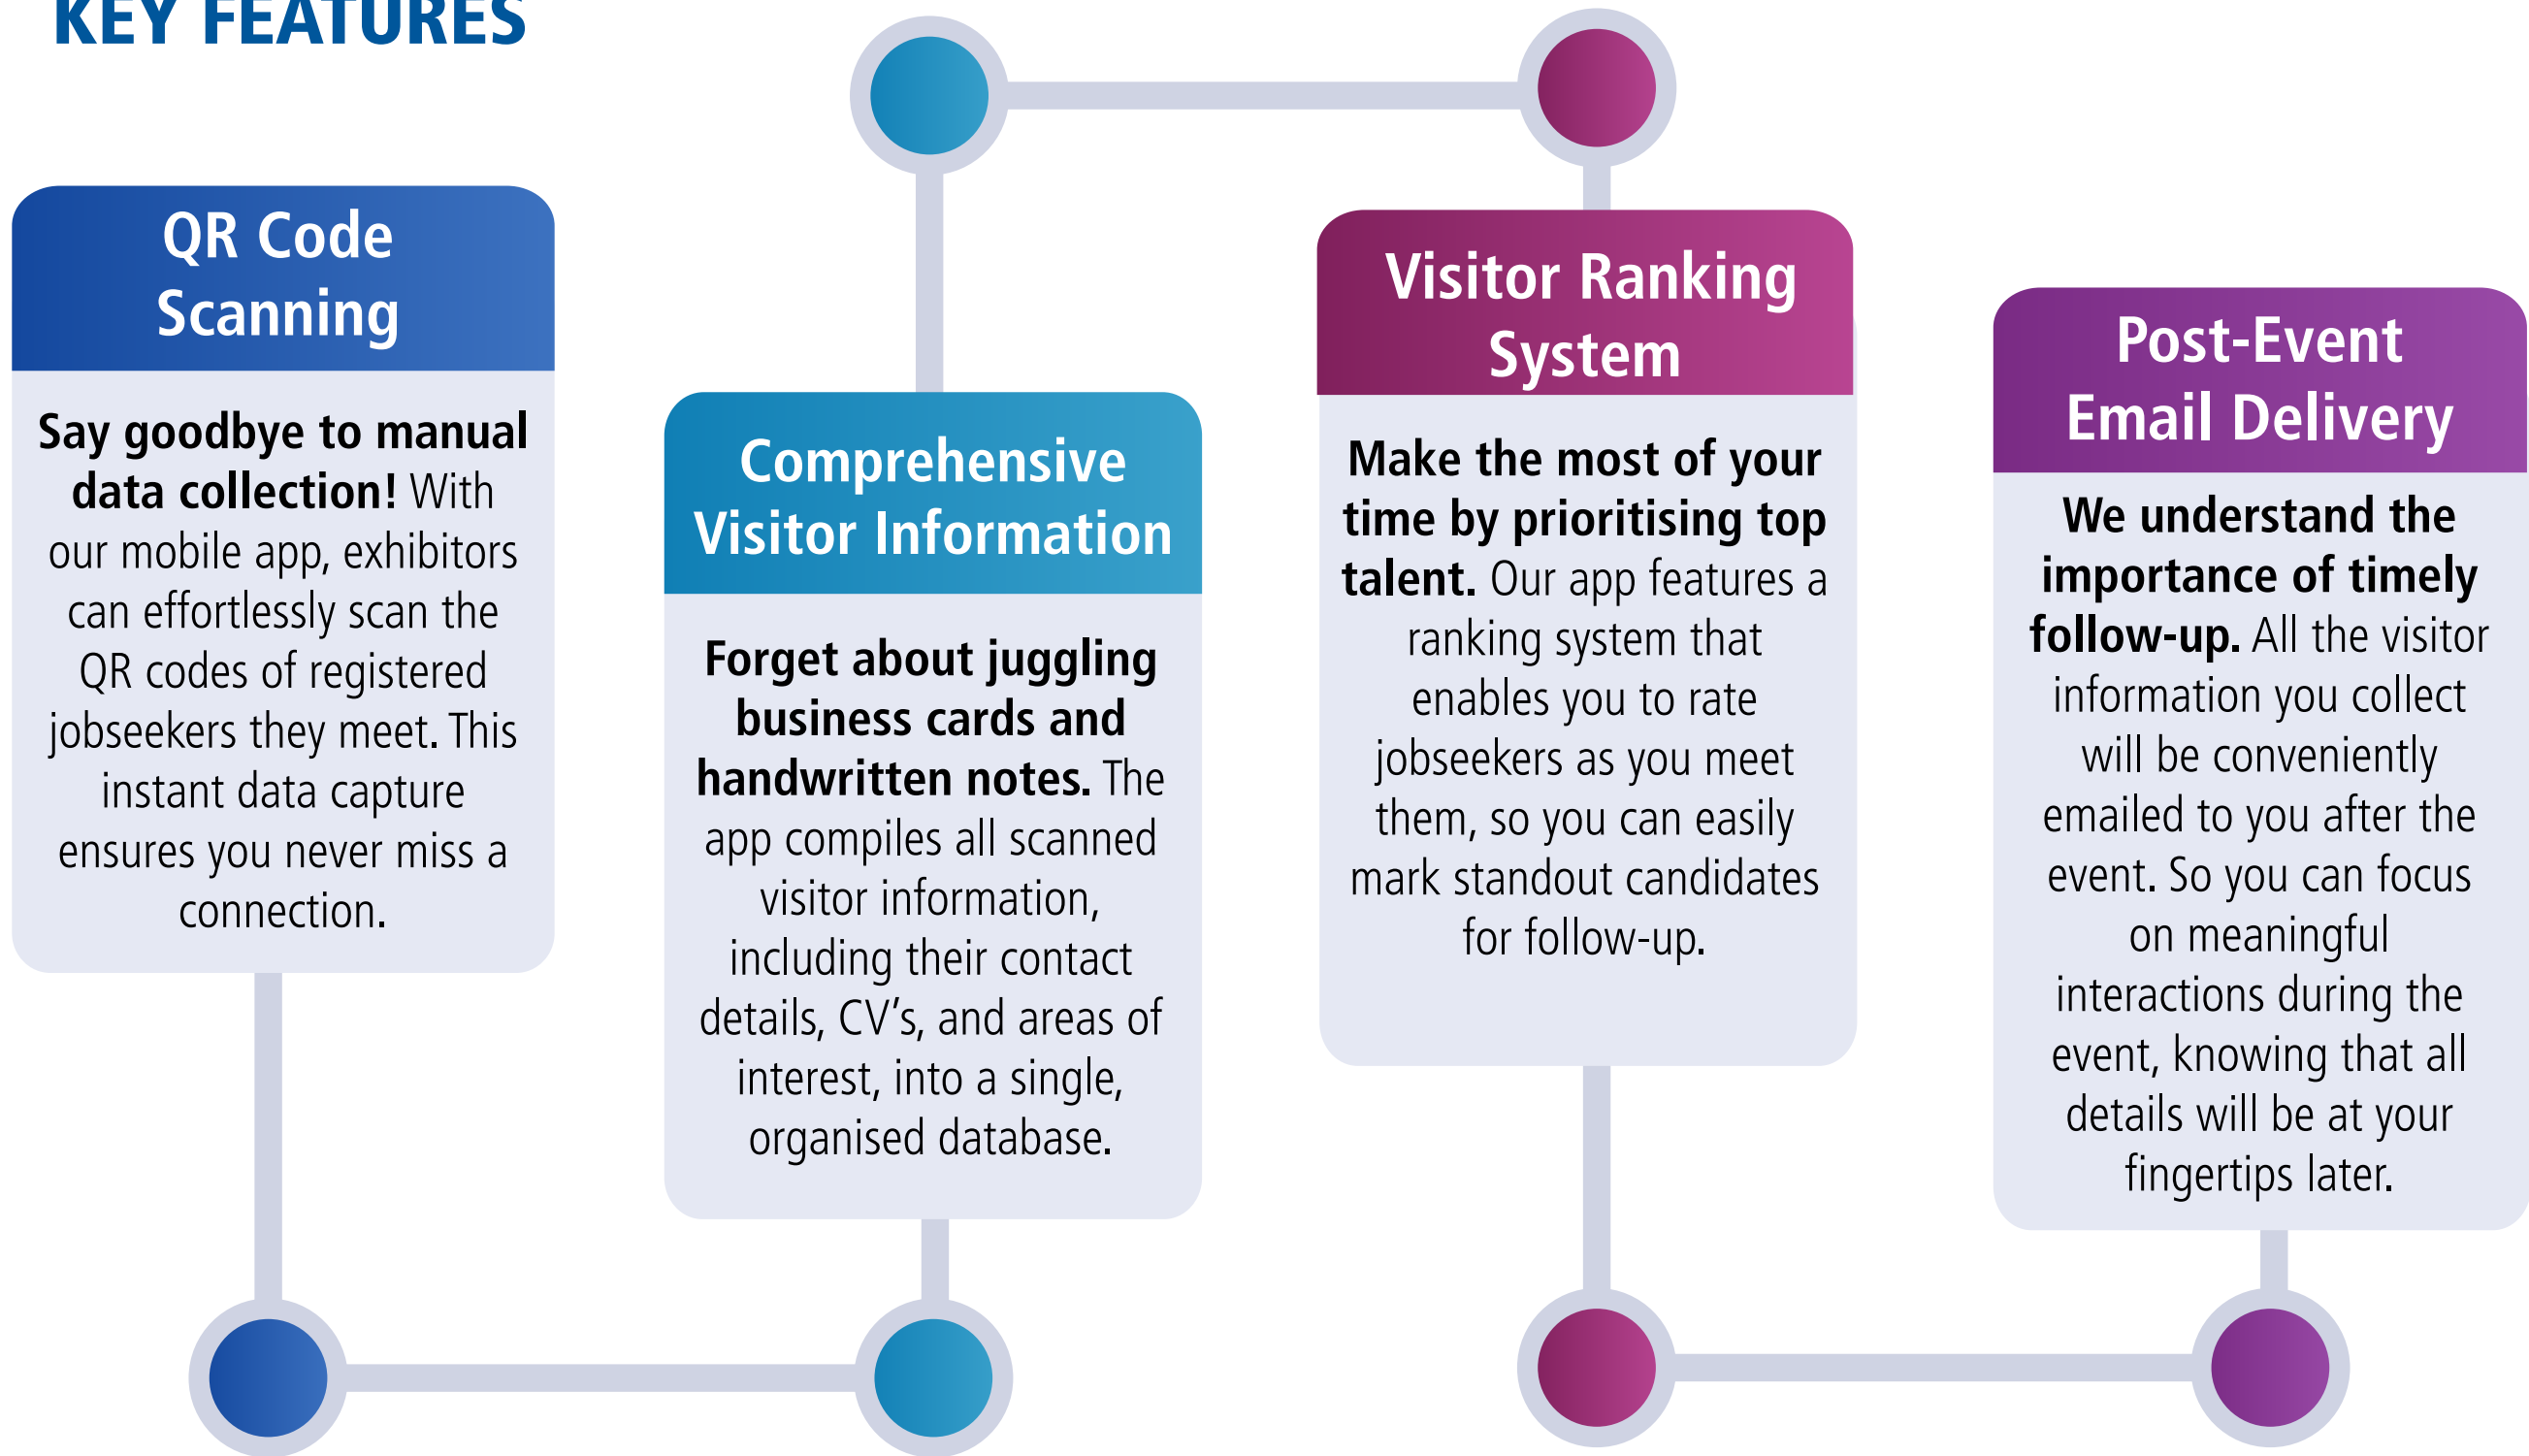 KEY FEATURES
QR Code
Scanning
Say goodbye to manual
data collection! With
our mobile app, exhibitors
can effortlessly scan the
QR codes of registered
jobseekers they meet. This
instant data capture
ensures you never miss a
connection.
Comprehensive
Visitor Information
Forget about juggling
business cards and
handwritten notes. The
app compiles all scanned
visitor information,
including their contact
details, CV's, and areas of
interest, into a single,
organised database.
Visitor Ranking
System
Make the most of your
time by prioritising top
talent. Our app features a
ranking system that
enables you to rate
jobseekers as you meet
them, so you can easily
mark standout candidates
for follow-up.
Post-Event
Email Delivery
We understand the
importance of timely
follow-up. All the visitor
information you collect
will be conveniently
emailed to you after the
event. So you can focus
on meaningful
interactions during the
event, knowing that all
details will be at your
fingertips later.